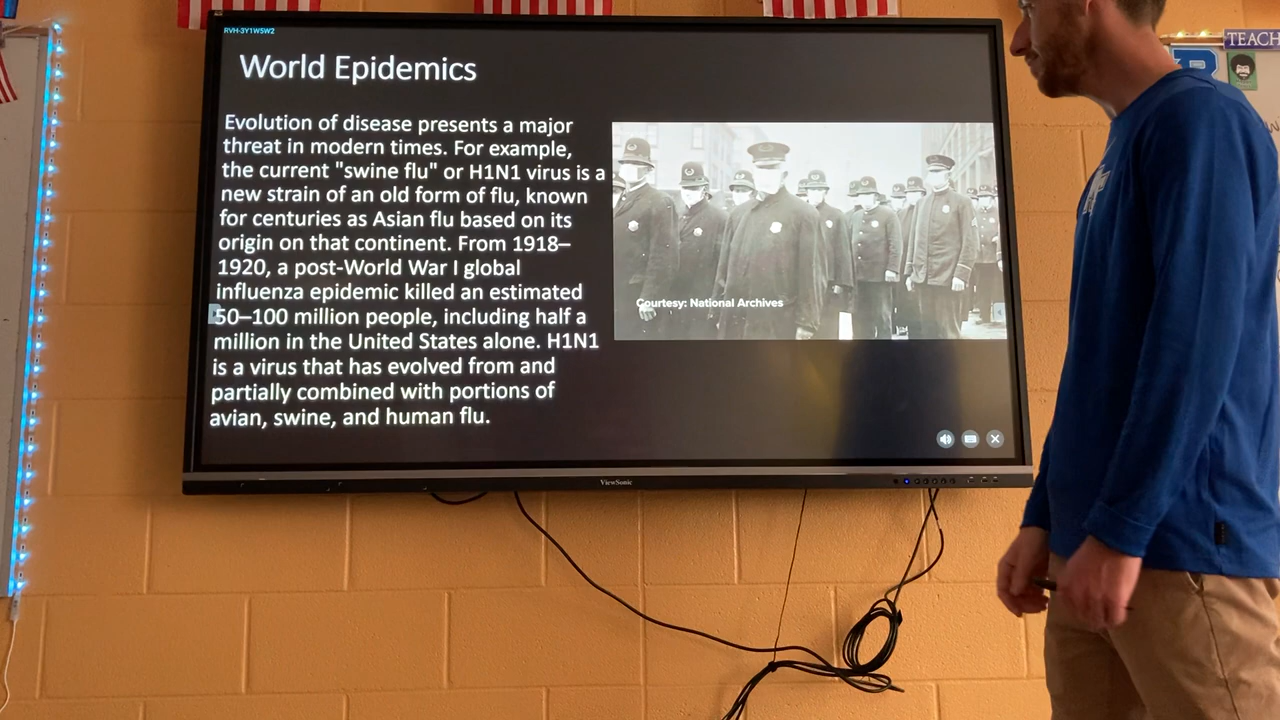 RVH-3Y1W5W2
World Epidemics
Evolution of disease presents a major
threat in modern times. For example,
the current "swine flu" or H1N1 virus is a
new strain of an old form of flu, known
for centuries as Asian flu based on its
origin on that continent. From 1918–
1920, a post-World War I global
influenza epidemic killed an estimated
50–100 million people, including half a
million in the United States alone. H1N1
is a virus that has evolved from and
partially combined with portions of
avian, swine, and human flu.
Courtesy: National Archives
ViewSonic
TEACH